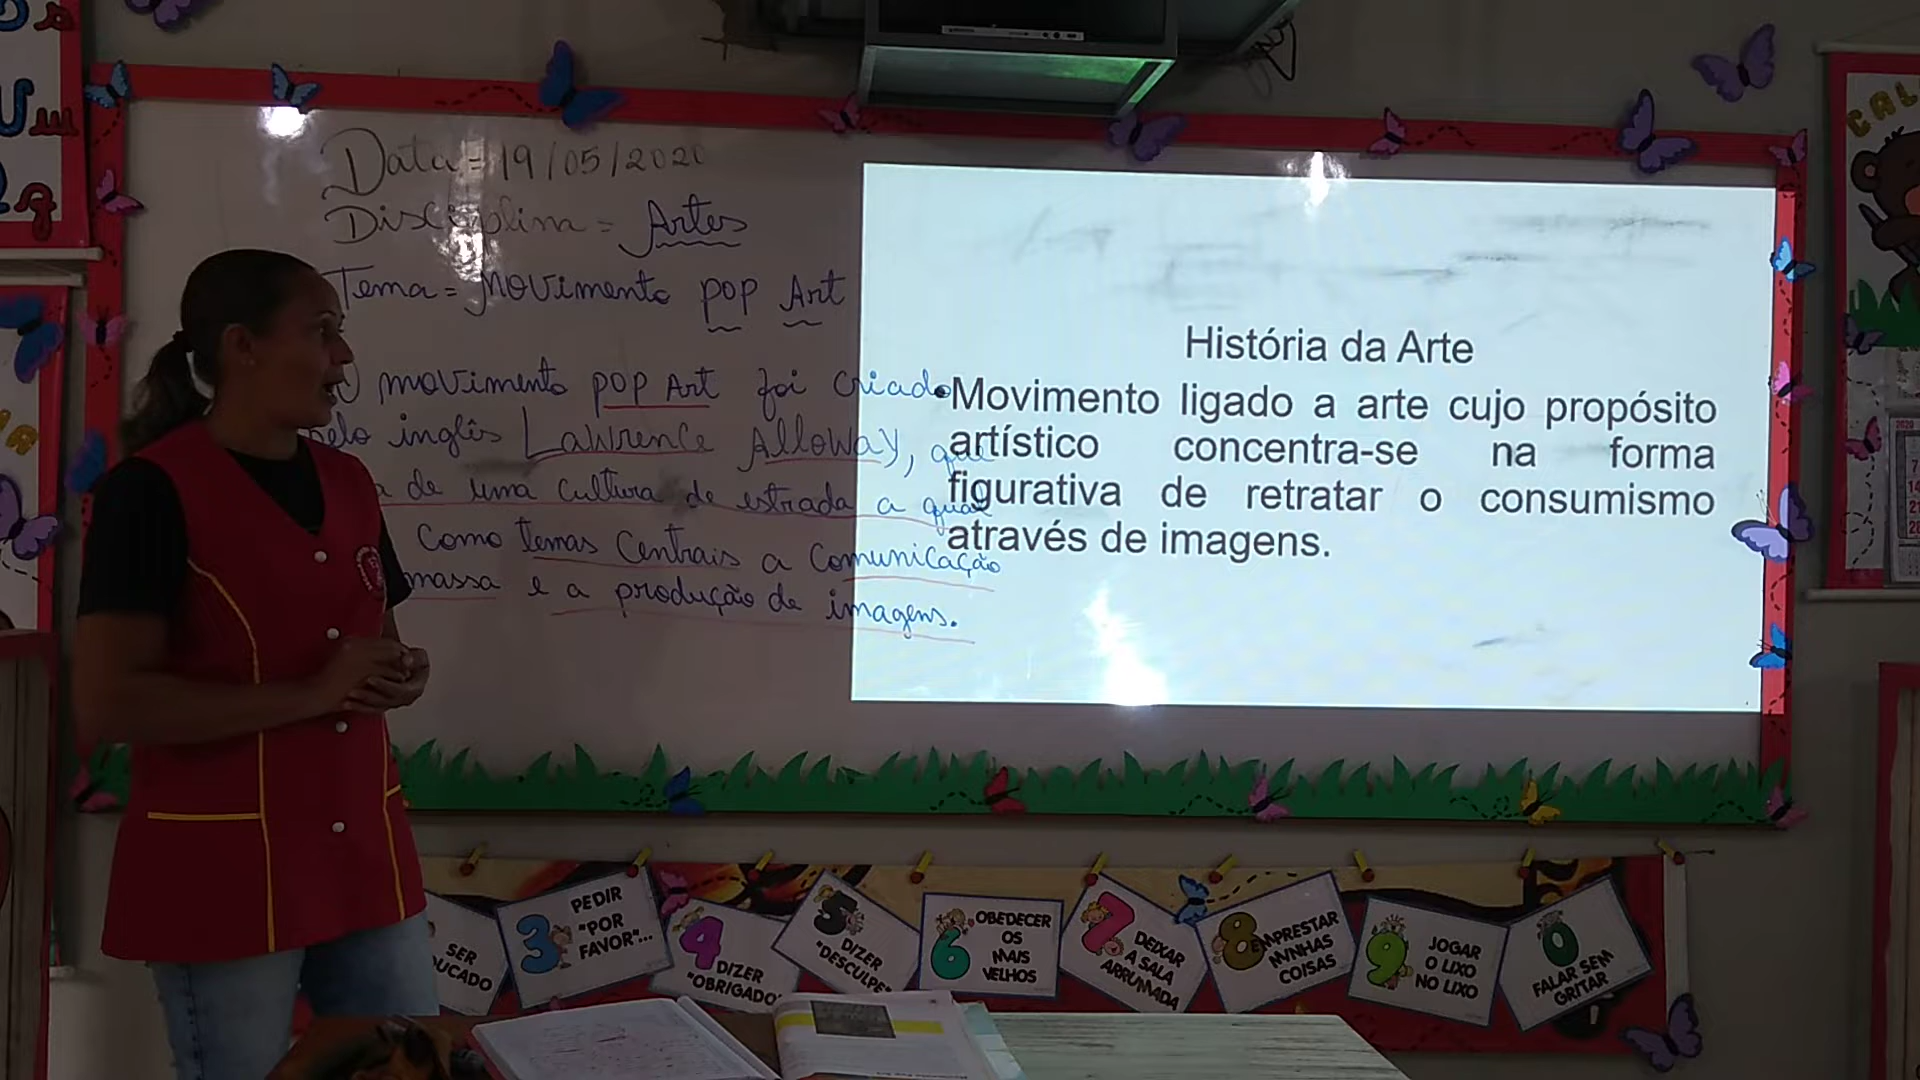 Data = 19/05/2020
Disciplina = Artes
Tema = Movimento pop Art
O movimento pop Art foi criado
pelo inglês Lawrence Alloway, que
a de uma cultura de estrada a qual
Como temas Centrais a Comunicação
massa e a produção de imagens.
História da Arte
•Movimento ligado a arte cujo propósito
artístico concentra-se na forma
figurativa de retratar o consumismo
através de imagens.
CAL
2020
SER
UCADO
3 PEDIR
"POR
FAVOR"...
4 DIZER
"OBRIGADO"
5 DIZER
"DESCULPE"
6 OBEDECER
OS
MAIS
VELHOS
7 DEIXAR
A SALA
ARRUMADA
8 EMPRESTAR
MINHAS
COISAS
9 JOGAR
O LIXO
NO LIXO
0 FALAR SEM
GRITAR